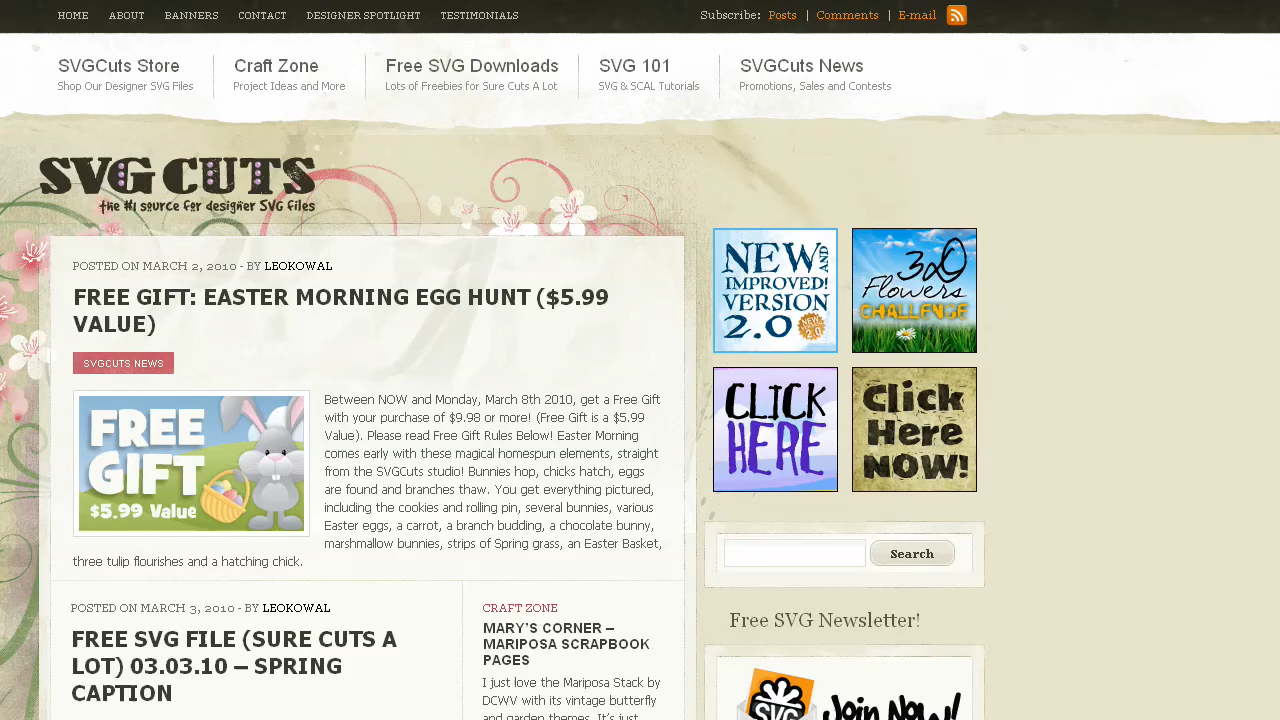 HOME ABOUT BANNERS CONTACT DESIGNER SPOTLIGHT TESTIMONIALS
Subscribe: Posts | Comments | E-mail
SVGCuts Store
Shop Our Designer SVG Files
Craft Zone
Project Ideas and More
Free SVG Downloads
Lots of Freebies for Sure Cuts A Lot
SVG 101
SVG & SCAL Tutorials
SVGCuts News
Promotions, Sales and Contests
SVG CUTS
the #1 source for designer SVG files
POSTED ON MARCH 2, 2010 - BY LEOKOWAL
FREE GIFT: EASTER MORNING EGG HUNT ($5.99
VALUE)
SVGCUTS NEWS
FREE
GIFT
$5.99 Value
Between NOW and Monday, March 8th 2010, get a Free Gift
with your purchase of $9.98 or more! (Free Gift is a $5.99
Value). Please read Free Gift Rules Below! Easter Morning
comes early with these magical homespun elements, straight
from the SVGCuts studio! Bunnies hop, chicks hatch, eggs
are found and branches thaw. You get everything pictured,
including the cookies and rolling pin, several bunnies, various
Easter eggs, a carrot, a branch budding, a chocolate bunny,
marshmallow bunnies, strips of Spring grass, an Easter Basket,
three tulip flourishes and a hatching chick.
POSTED ON MARCH 3, 2010 - BY LEOKOWAL
FREE SVG FILE (SURE CUTS A
LOT) 03.03.10 – SPRING
CAPTION
CRAFT ZONE
MARY'S CORNER –
MARIPOSA SCRAPBOOK
PAGES
I just love the Mariposa Stack by
DCWV with its vintage butterfly
and garden themes. It's just
NEW AND
IMPROVED!
VERSION
2.0
NEW VERSION 2.0
3D
Flowers
CHALLENGE
CLICK
HERE
Click
Here
NOW!
Search
Free SVG Newsletter!
SVG
Join Now!